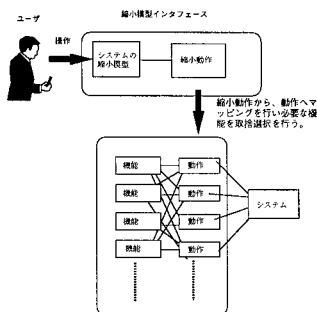 縮小模型インタフェース
ユーザ
操作
システムの
縮小模型
縮小動作
縮小動作から、動作へマ
ッピングを行い必要な機
能を取捨選択を行う。
機能
動作
機能
動作
システム
機能
動作
機能
動作